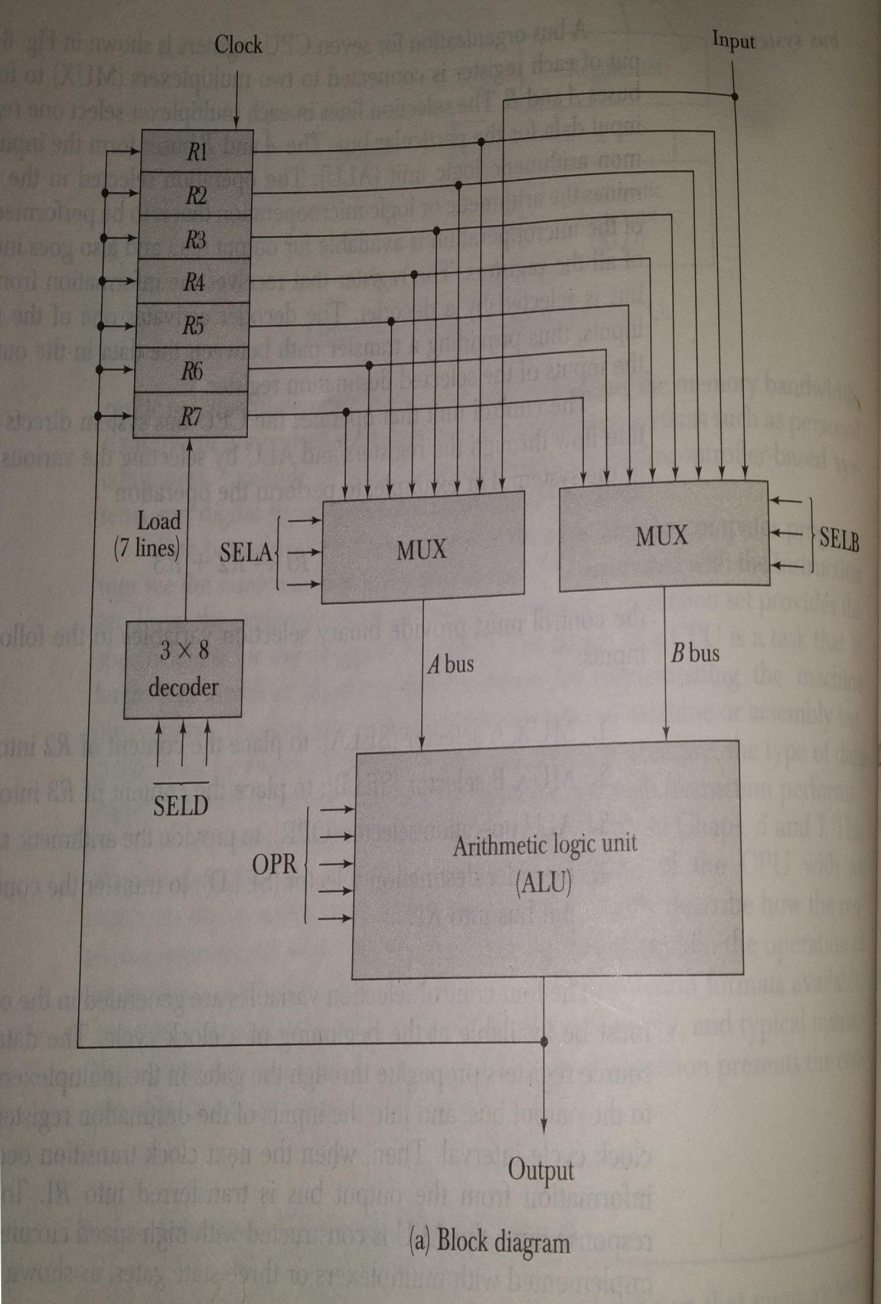 Clock
Input
R1
R2
R3
R4
R5
R6
R7
Load
(7 lines)
SELA
MUX
MUX
SELB
3 × 8
decoder
A bus
B bus
SELD
OPR
Arithmetic logic unit
(ALU)
Output
(a) Block diagram